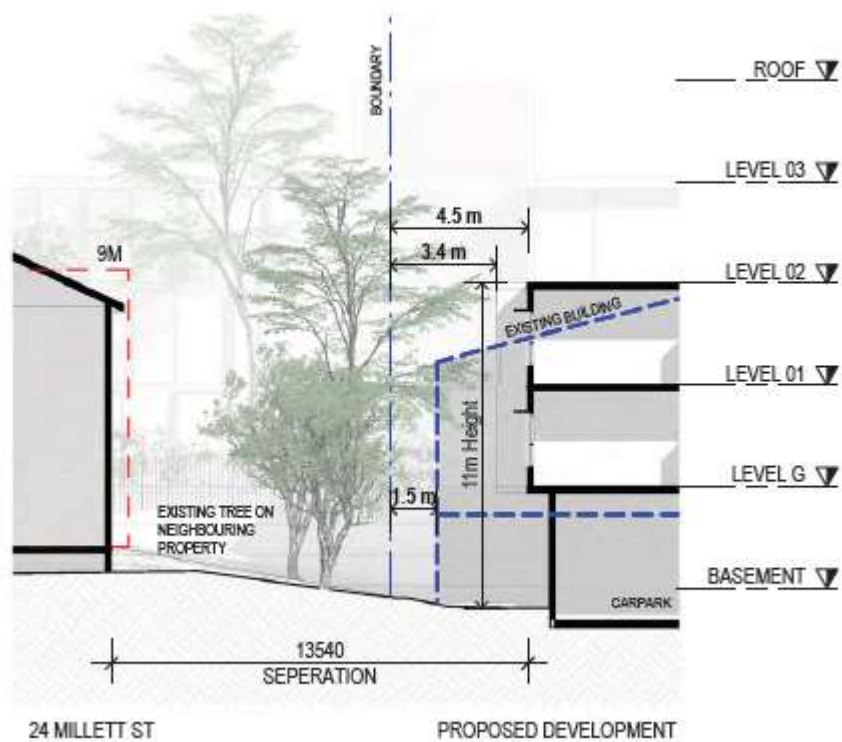 BOUNDARY
ROOF
LEVEL 03
4.5 m
3.4 m
9M
LEVEL 02
EXISTING BUILDING
LEVEL 01
11m Height
LEVEL G
1.5 m
EXISTING TREE ON
NEIGHBOURING
PROPERTY
BASEMENT
CARPARK
13540
SEPERATION
24 MILLETT ST
PROPOSED DEVELOPMENT